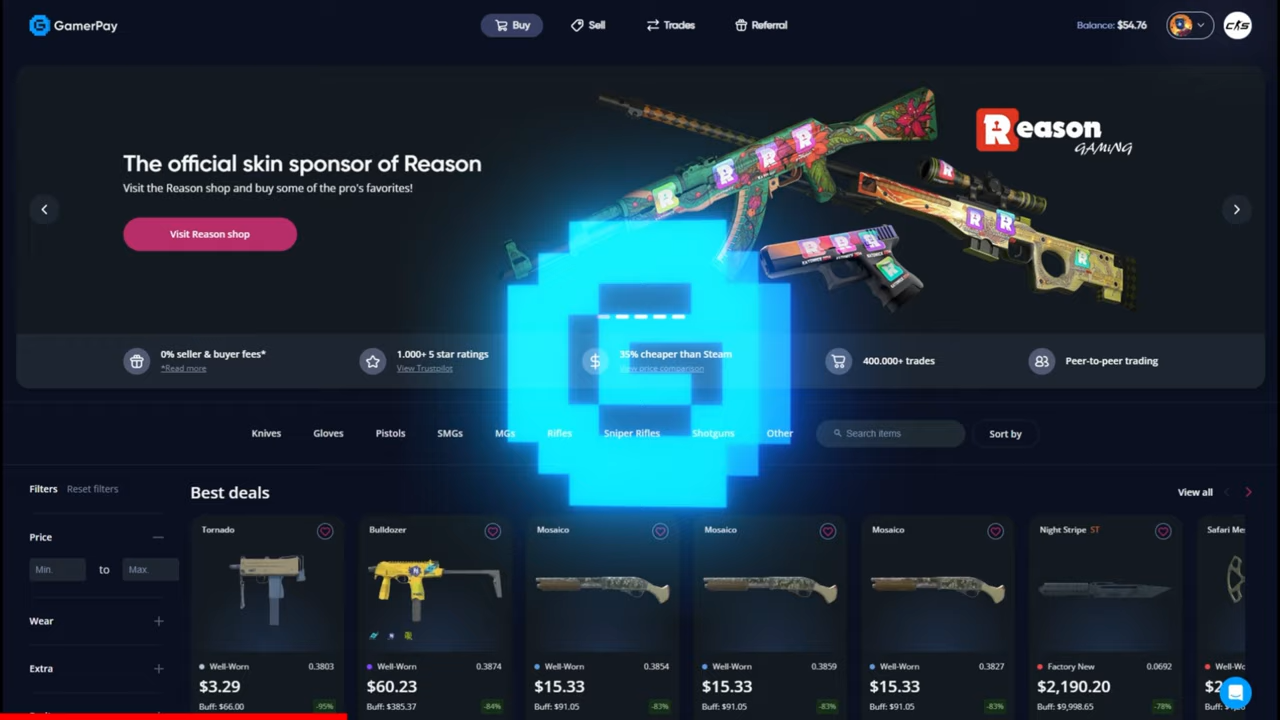 GamerPay
Buy
Sell
Trades
Referral
Balance: $54.76
The official skin sponsor of Reason
Visit the Reason shop and buy some of the pro's favorites!
Visit Reason shop
Reason
GAMING
0% seller & buyer fees*
*Read more
1.000+ 5 star ratings
View Trustpilot
35% cheaper than Steam
View price comparison
400.000+ trades
Peer-to-peer trading
Knives Gloves Pistols SMGs MGs Rifles Sniper Rifles Shotguns Other
Search items
Sort by
Filters Reset filters
Best deals
View all
Price
Min. to Max.
Wear
Extra
Tornado
Well-Worn 0.3803
$3.29
Buff: $66.00 -95%
Bulldozer
Well-Worn 0.3874
$60.23
Buff: $385.37 -84%
Mosaico
Well-Worn 0.3854
$15.33
Buff: $91.05 -83%
Mosaico
Well-Worn 0.3859
$15.33
Buff: $91.05 -83%
Mosaico
Well-Worn 0.3827
$15.33
Buff: $91.05 -83%
Night Stripe ST
Factory New 0.0692
$2,190.20
Buff: $9,998.65 -78%
Safari Me
Well-Wo